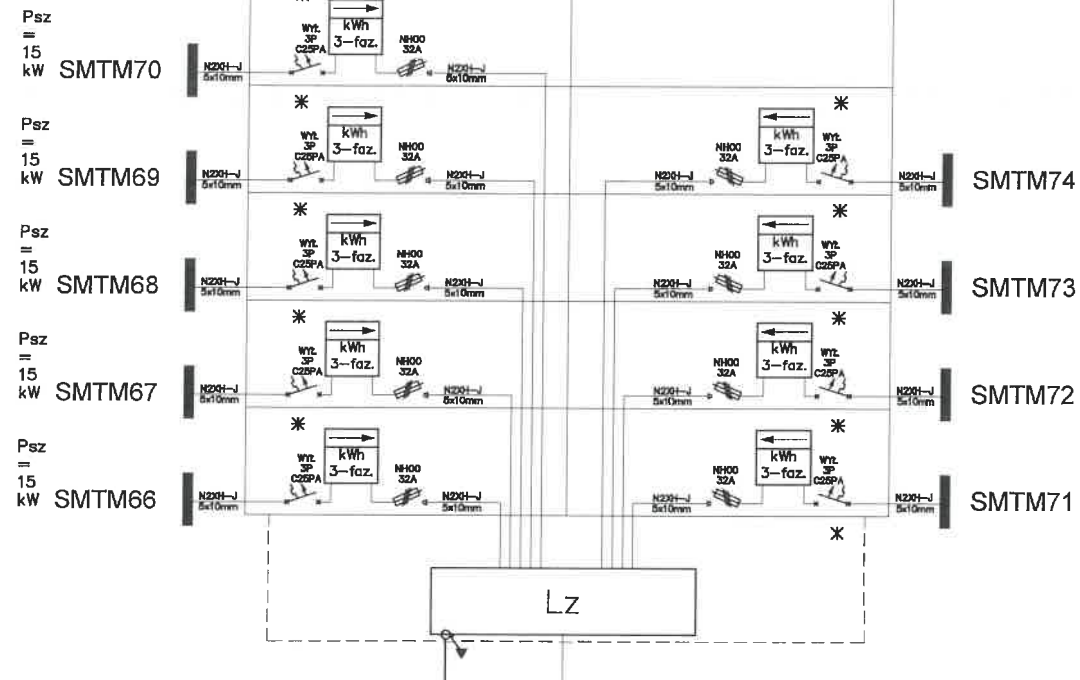 Psz
=
15
kW
SMTM70
N2XH-J
5x10mm
WYŁ
3P
C25PA
kWh
3-faz.
NH00
32A
N2XH-J
5x10mm
Psz
=
15
kW
SMTM69
N2XH-J
5x10mm
WYŁ
3P
C25PA
kWh
3-faz.
NH00
32A
N2XH-J
5x10mm
N2XH-J
5x10mm
NH00
32A
kWh
3-faz.
WYŁ
3P
C25PA
N2XH-J
5x10mm
SMTM74
Psz
=
15
kW
SMTM68
N2XH-J
5x10mm
WYŁ
3P
C25PA
kWh
3-faz.
NH00
32A
N2XH-J
5x10mm
N2XH-J
5x10mm
NH00
32A
kWh
3-faz.
WYŁ
3P
C25PA
N2XH-J
5x10mm
SMTM73
Psz
=
15
kW
SMTM67
N2XH-J
5x10mm
WYŁ
3P
C25PA
kWh
3-faz.
NH00
32A
N2XH-J
5x10mm
N2XH-J
5x10mm
NH00
32A
kWh
3-faz.
WYŁ
3P
C25PA
N2XH-J
5x10mm
SMTM72
Psz
=
15
kW
SMTM66
N2XH-J
5x10mm
WYŁ
3P
C25PA
kWh
3-faz.
NH00
32A
N2XH-J
5x10mm
N2XH-J
5x10mm
NH00
32A
kWh
3-faz.
WYŁ
3P
C25PA
N2XH-J
5x10mm
SMTM71
Lz